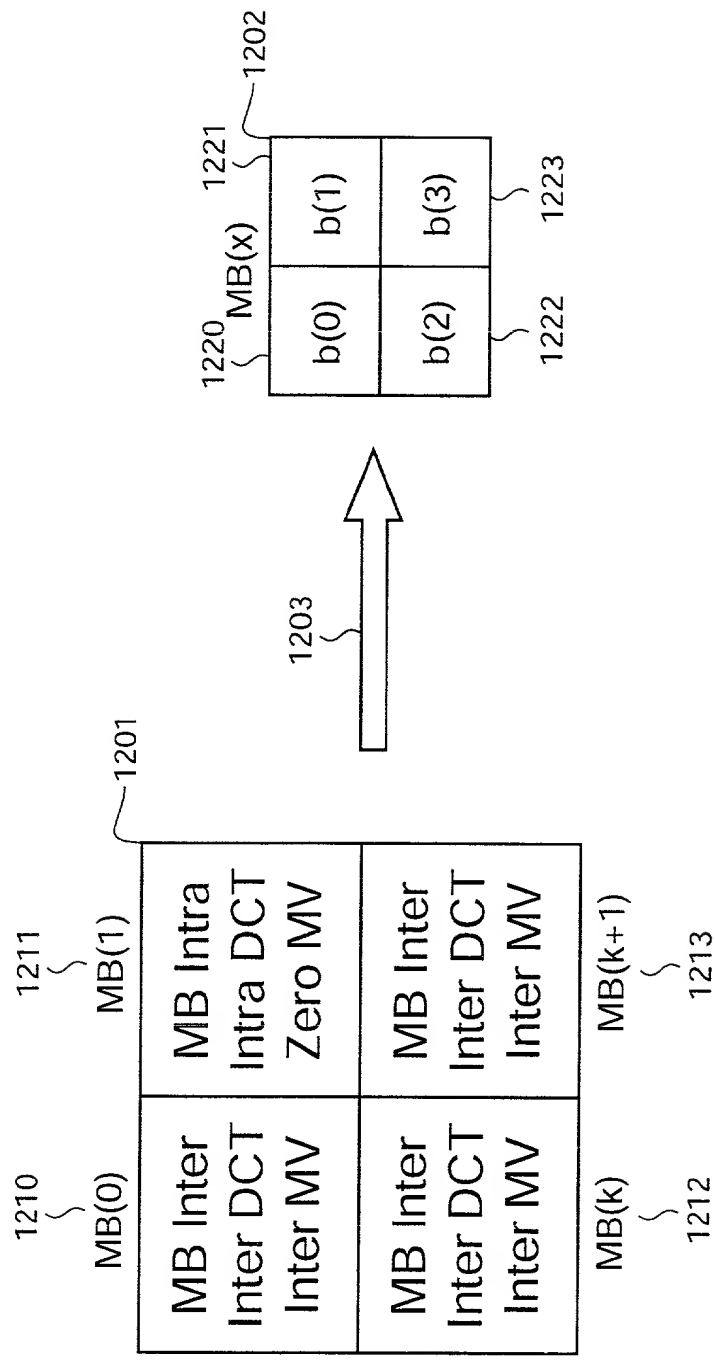 1210
1211
MB(0)
MB(1)
1201
MB Inter
Inter DCT
Inter MV
MB Intra
Intra DCT
Zero MV
MB Inter
Inter DCT
Inter MV
MB Inter
Inter DCT
Inter MV
MB(k)
MB(k+1)
1212
1213
1203
1220
MB(x)
1221
1202
b(0)
b(1)
b(2)
b(3)
1222
1223